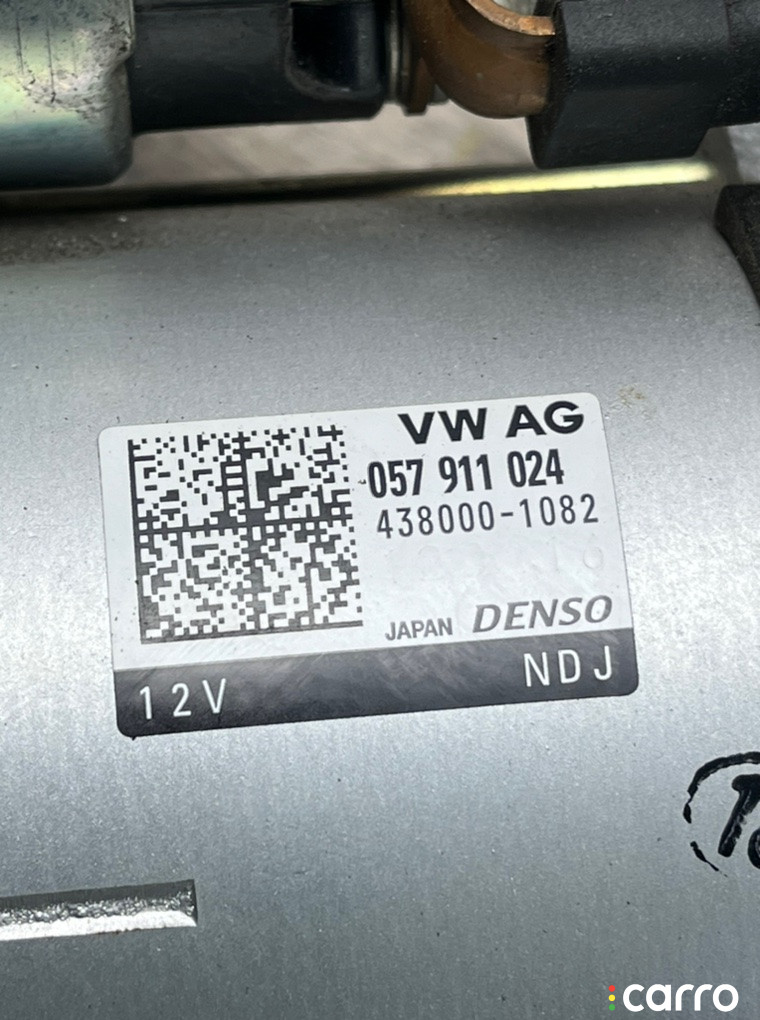 VW AG
057 911 024
438000-1082
JAPAN DENSO
12V NDJ
carro